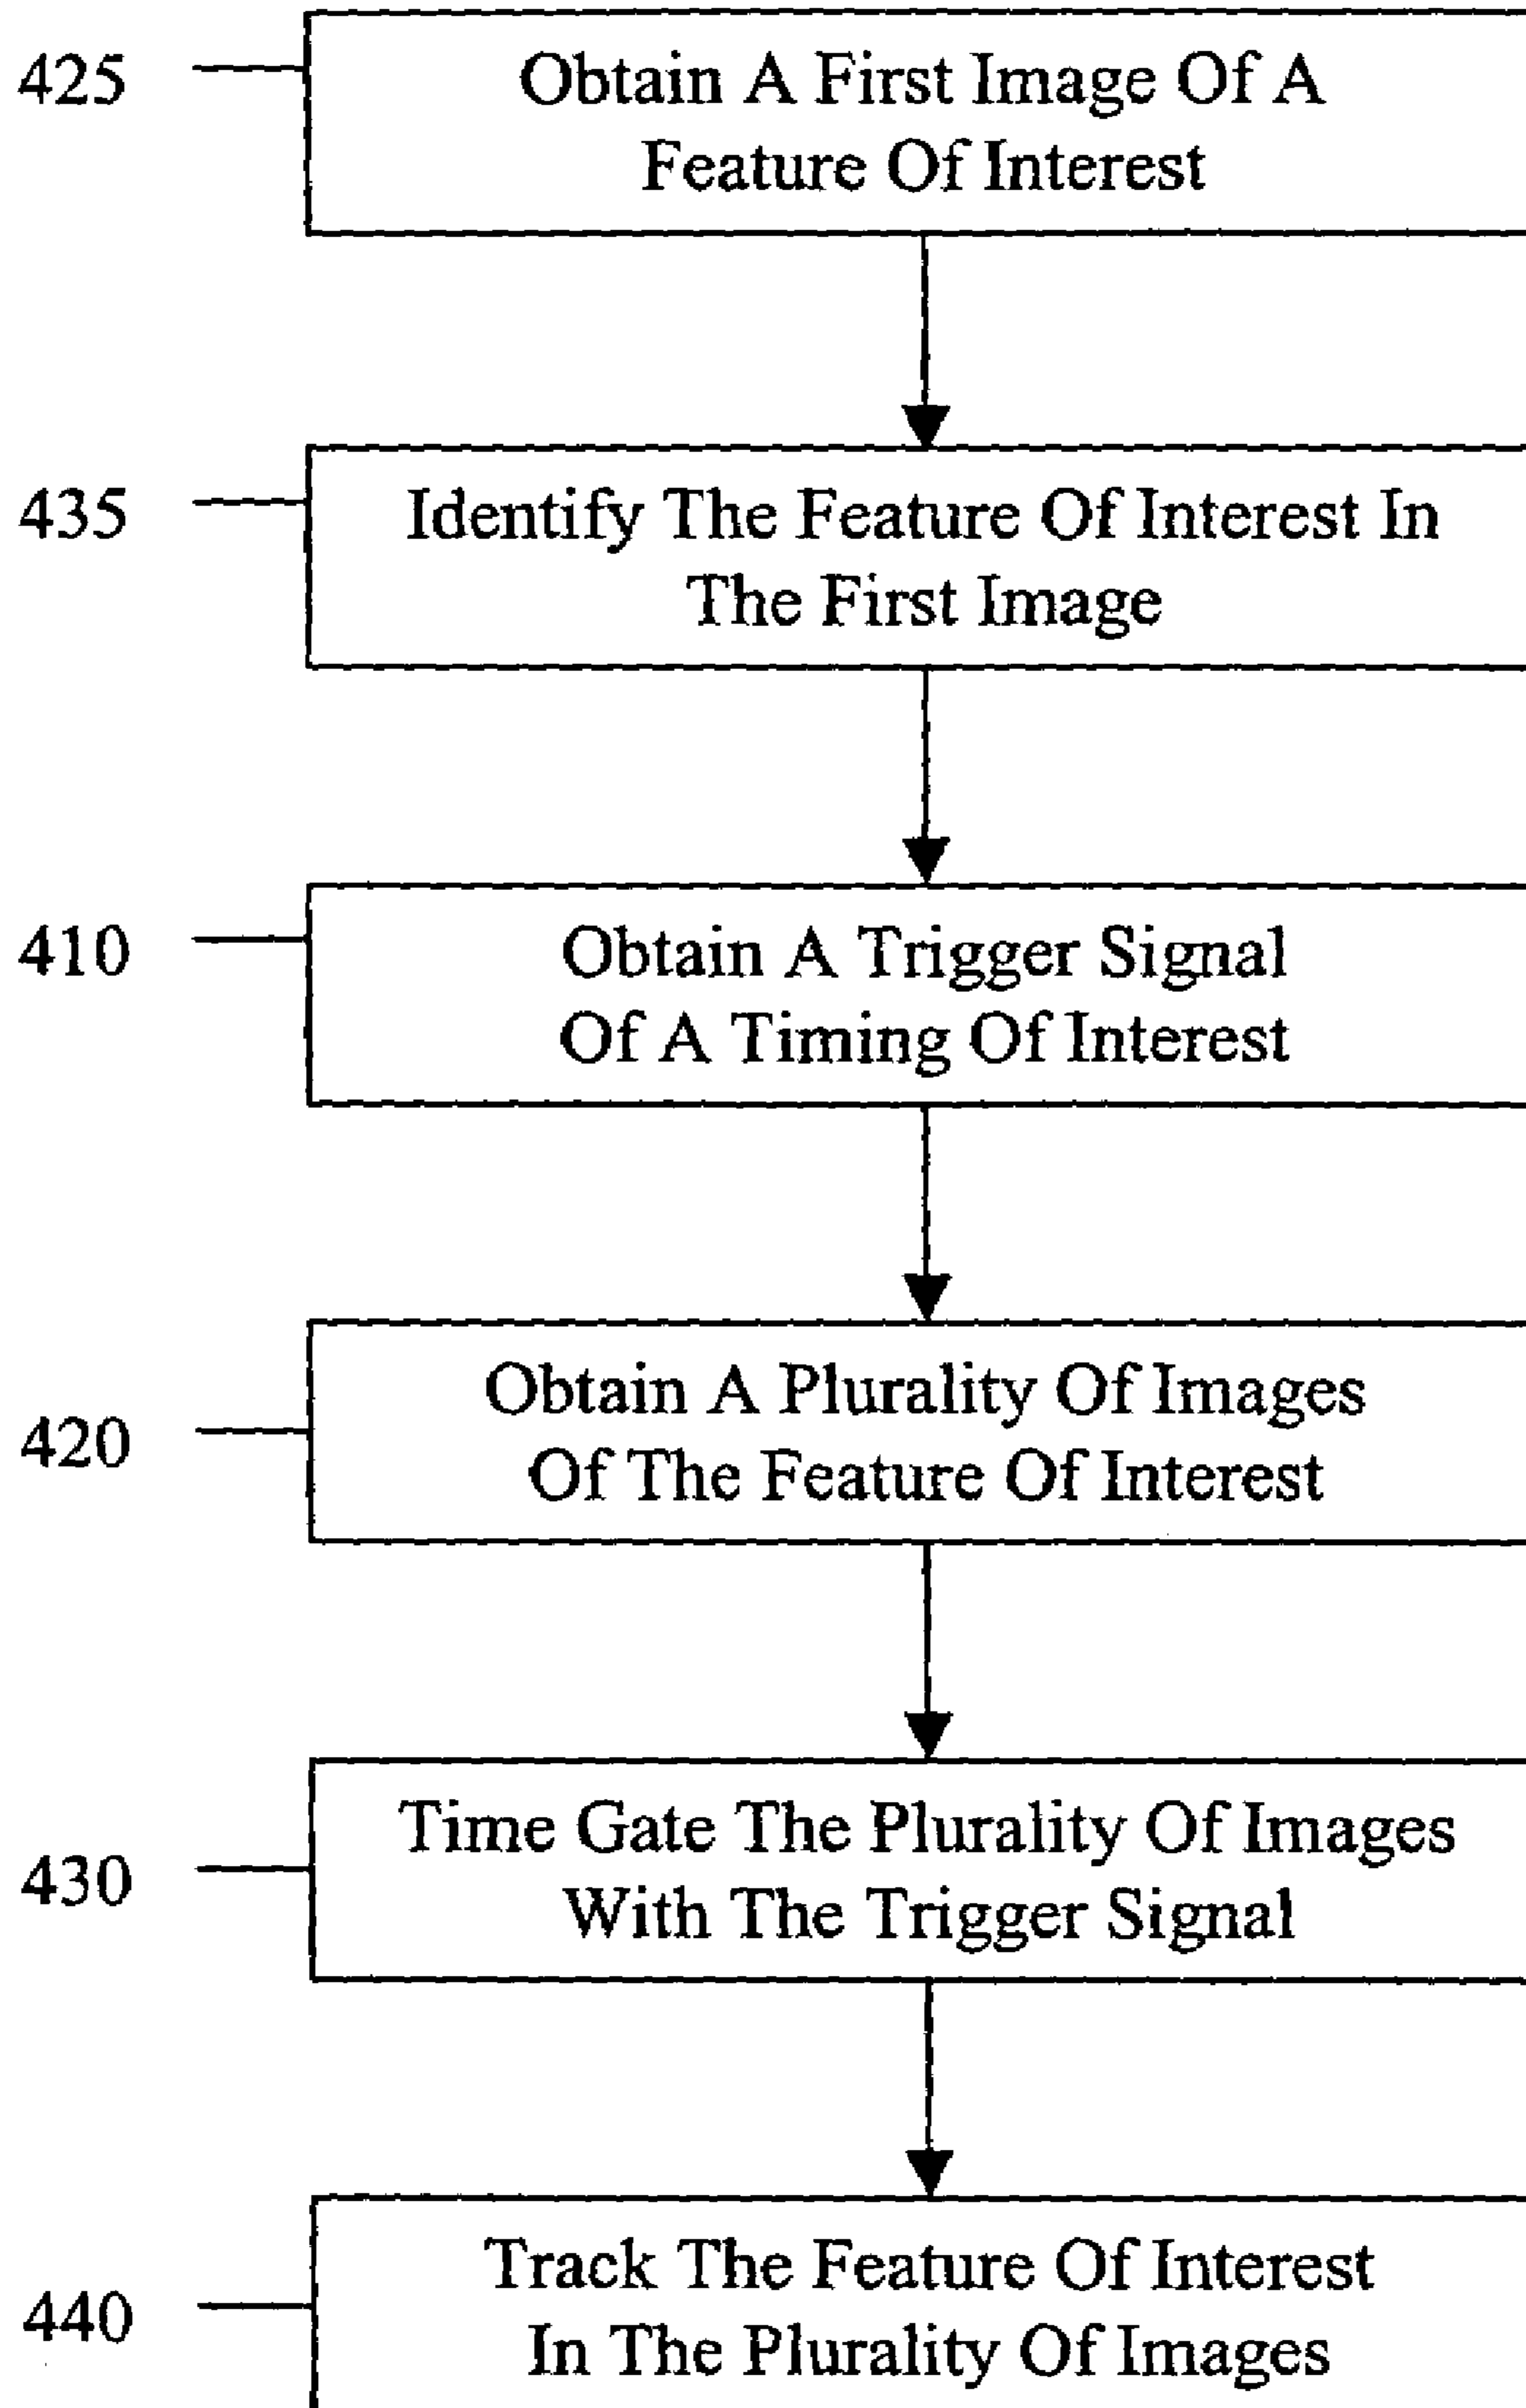 425
Obtain A First Image Of A
Feature Of Interest
435
Identify The Feature Of Interest In
The First Image
410
Obtain A Trigger Signal
Of A Timing Of Interest
420
Obtain A Plurality Of Images
Of The Feature Of Interest
430
Time Gate The Plurality Of Images
With The Trigger Signal
440
Track The Feature Of Interest
In The Plurality Of Images